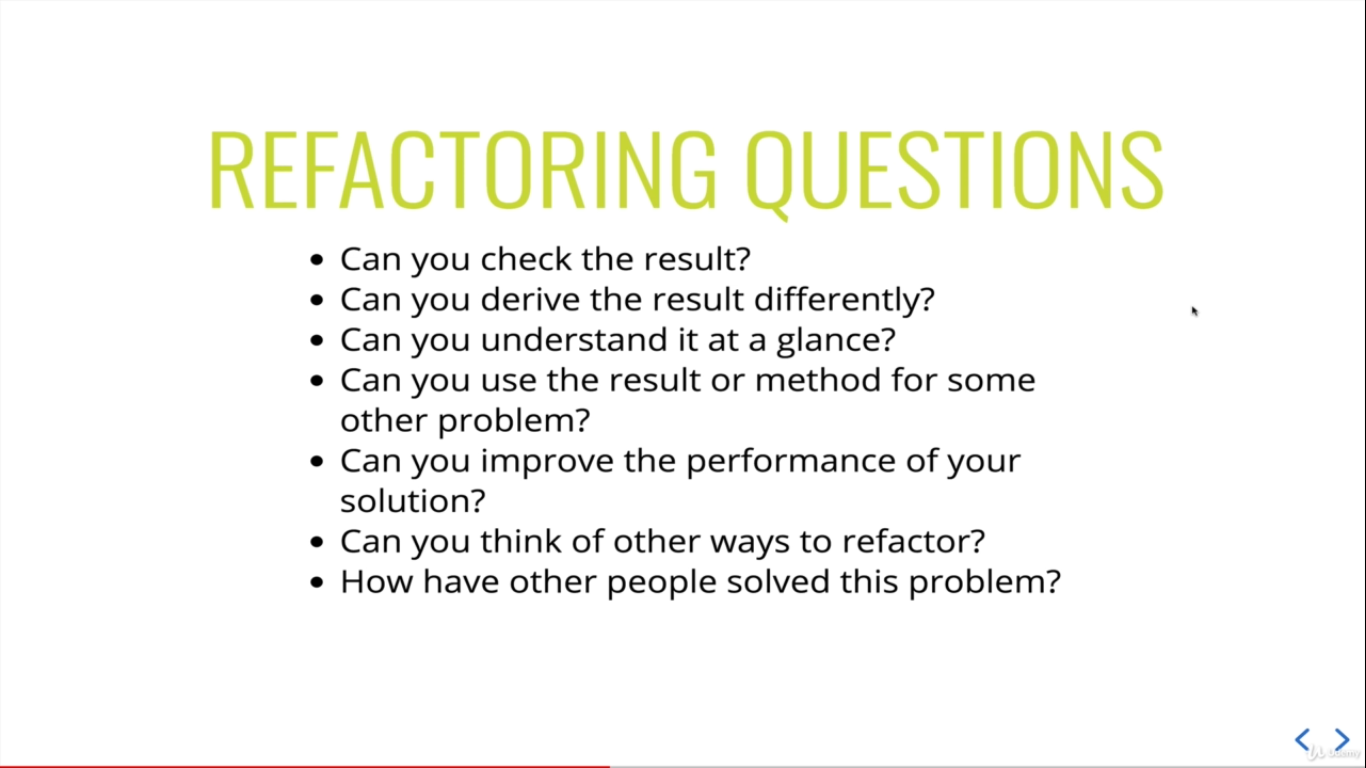 REFACTORING QUESTIONS
• Can you check the result?
• Can you derive the result differently?
• Can you understand it at a glance?
• Can you use the result or method for some
other problem?
• Can you improve the performance of your
solution?
• Can you think of other ways to refactor?
• How have other people solved this problem?
Udemy